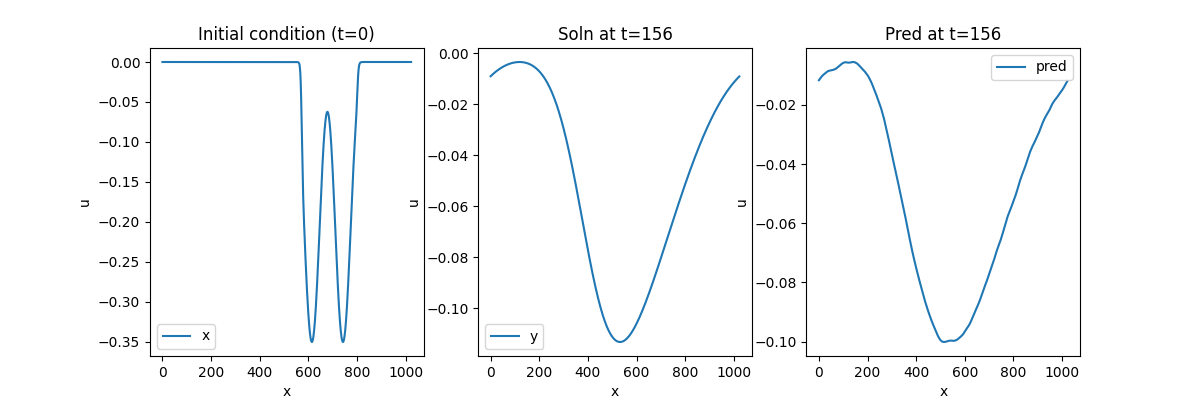 Initial condition (t=0)
0.00
−0.05
−0.10
−0.15
−0.20
−0.25
−0.30
−0.35
u
x
0 200 400 600 800 1000
x
Soln at t=156
0.00
−0.02
−0.04
−0.06
−0.08
−0.10
u
y
0 200 400 600 800 1000
x
Pred at t=156
pred
−0.02
−0.04
−0.06
−0.08
−0.10
u
0 200 400 600 800 1000
x